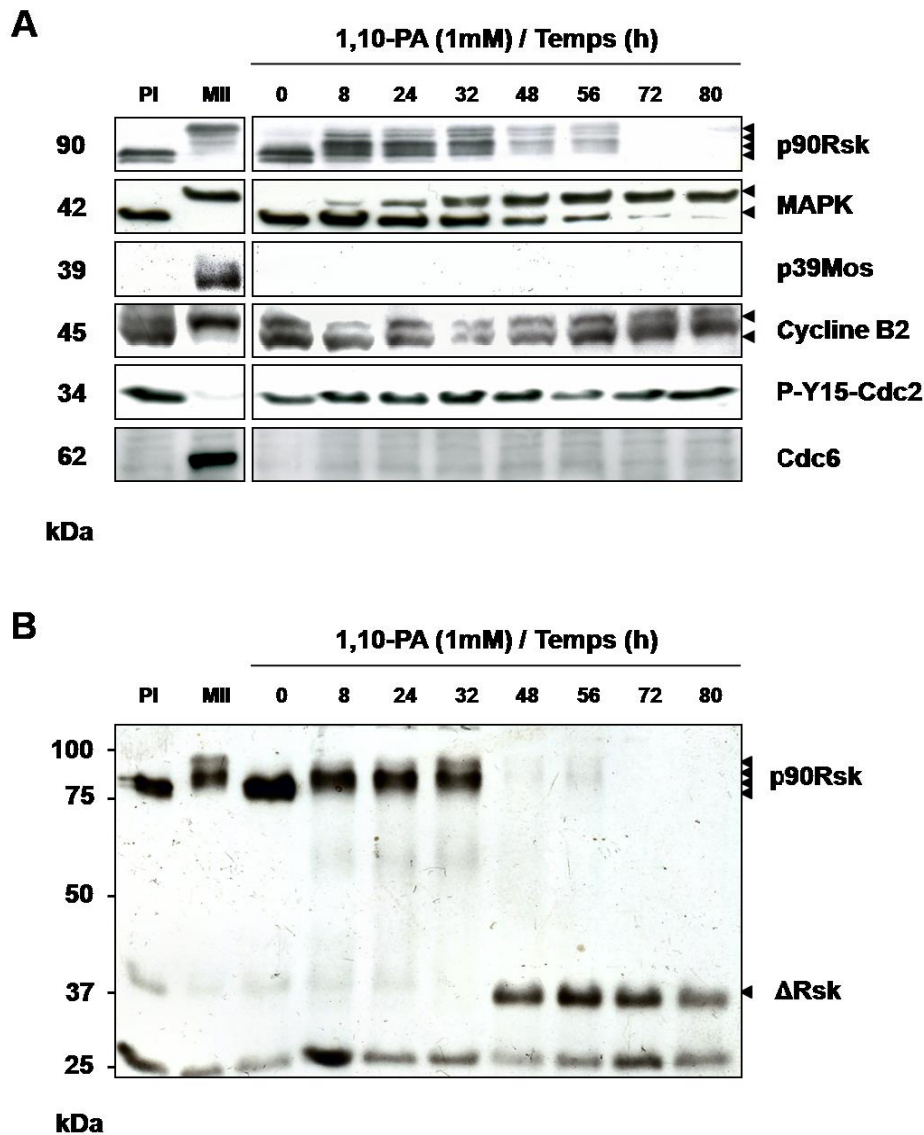 A
1,10-PA (1mM) / Temps (h)
PI MII 0 8 24 32 48 56 72 80
90 p90Rsk
42 MAPK
39 p39Mos
45 Cycline B2
34 P-Y15-Cdc2
62 Cdc6
kDa
B
1,10-PA (1mM) / Temps (h)
PI MII 0 8 24 32 48 56 72 80
100
p90Rsk
75
50
37 ΔRsk
25
kDa